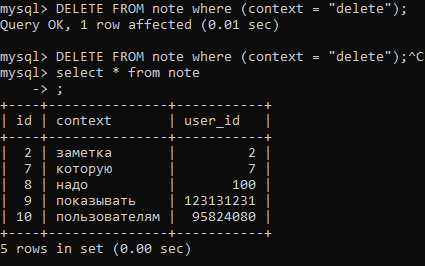 mysql> DELETE FROM note where (context = "delete");
Query OK, 1 row affected (0.01 sec)
mysql> DELETE FROM note where (context = "delete");^C
mysql> select * from note
    -> ;
+----+--------------+-----------+
| id | context      | user_id   |
+----+--------------+-----------+
|  2 | заметка      |         2 |
|  7 | которую      |         7 |
|  8 | надо         |       100 |
|  9 | показывать   | 123131231 |
| 10 | пользователям |  95824080 |
+----+--------------+-----------+
5 rows in set (0.00 sec)